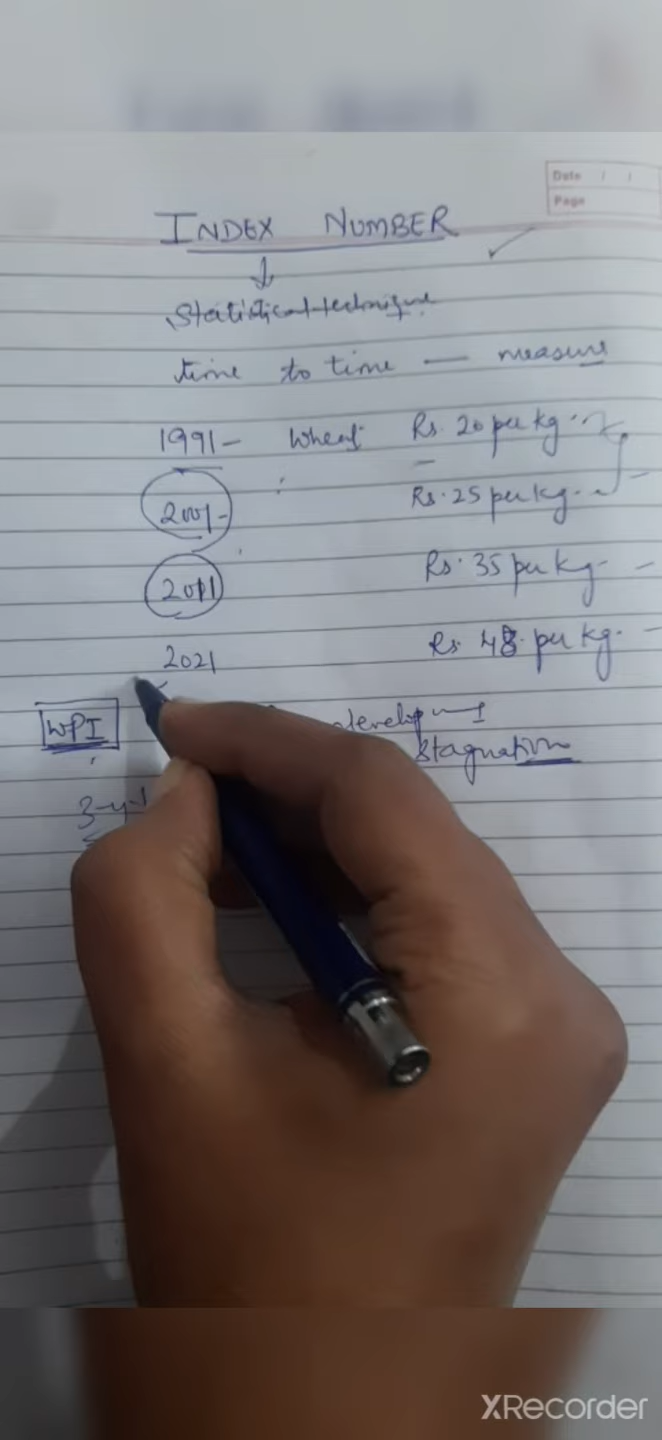 Date / /
Page
INDEX NUMBER
Statistical technique
time to time — measure
1991 - Wheat Rs. 20 per kg.
2001 - Rs. 25 per kg.
2011 Rs. 35 per kg -
2021 Rs. 48 per kg. -
WPI
Stagnation
XRecorder